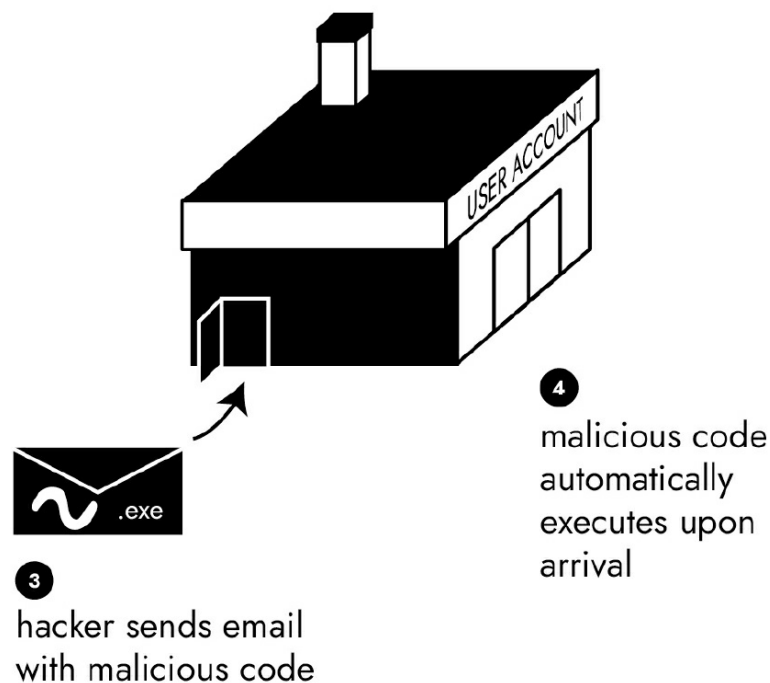 USER ACCOUNT
.exe
3
hacker sends email
with malicious code
4
malicious code
automatically
executes upon
arrival